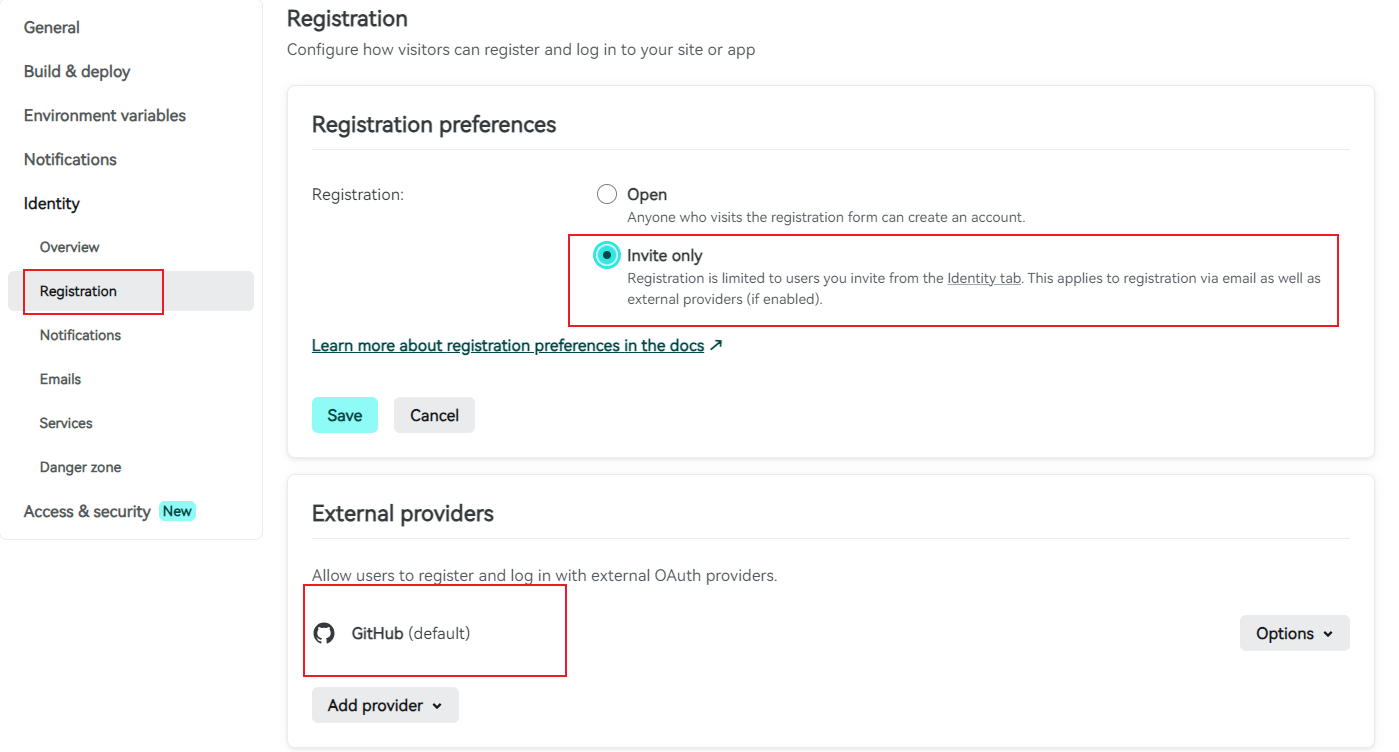 General
Build & deploy
Environment variables
Notifications
Identity
Overview
Registration
Notifications
Emails
Services
Danger zone
Access & security New
Registration
Configure how visitors can register and log in to your site or app
Registration preferences
Registration:
Open
Anyone who visits the registration form can create an account.
Invite only
Registration is limited to users you invite from the Identity tab. This applies to registration via email as well as
external providers (if enabled).
Learn more about registration preferences in the docs ↗
Save Cancel
External providers
Allow users to register and log in with external OAuth providers.
GitHub (default)
Options
Add provider